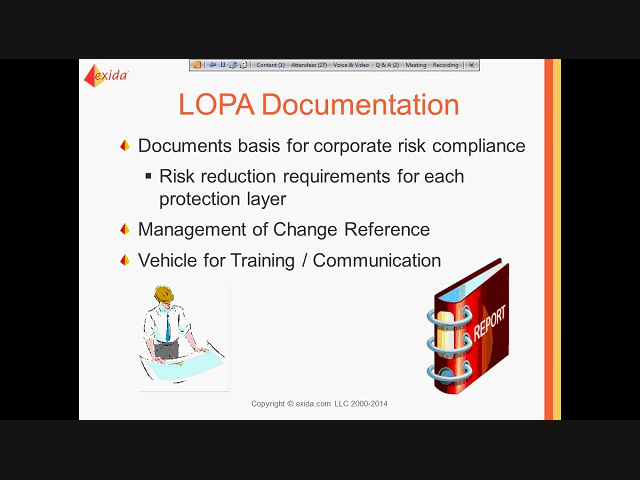 Content (1) Attendees (27) Voice & Video Q & A (2) Meeting Recording
exida
LOPA Documentation
Documents basis for corporate risk compliance
Risk reduction requirements for each
protection layer
Management of Change Reference
Vehicle for Training / Communication
REPORT
Copyright © exida.com LLC 2000-2014